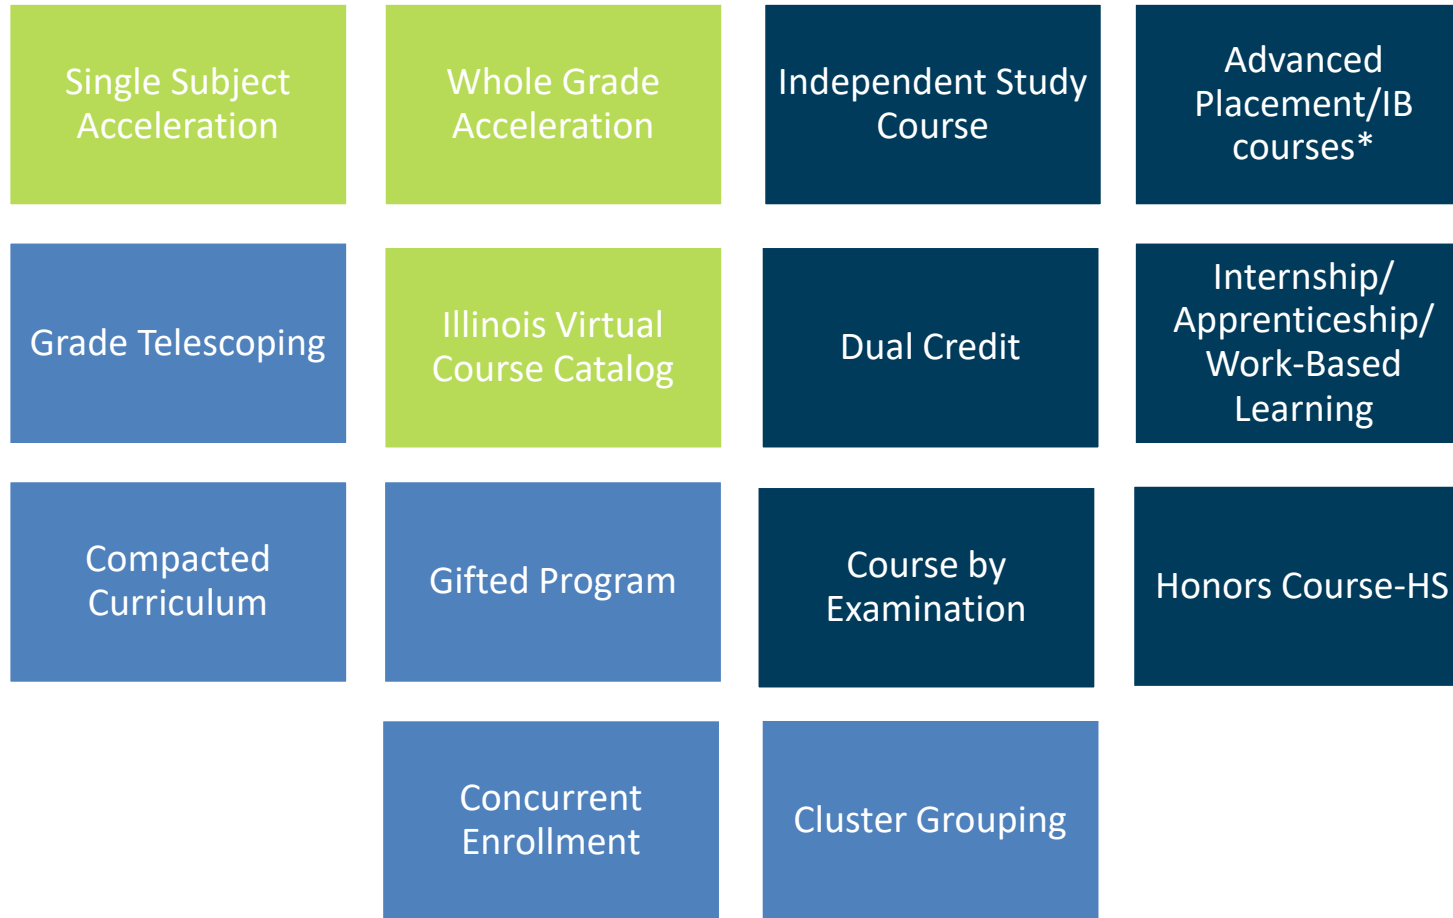 Single Subject
Acceleration
Whole Grade
Acceleration
Independent Study
Course
Advanced
Placement/IB
courses*
Grade Telescoping
Illinois Virtual
Course Catalog
Dual Credit
Internship/
Apprenticeship/
Work-Based
Learning
Compacted
Curriculum
Gifted Program
Course by
Examination
Honors Course-HS
Concurrent
Enrollment
Cluster Grouping